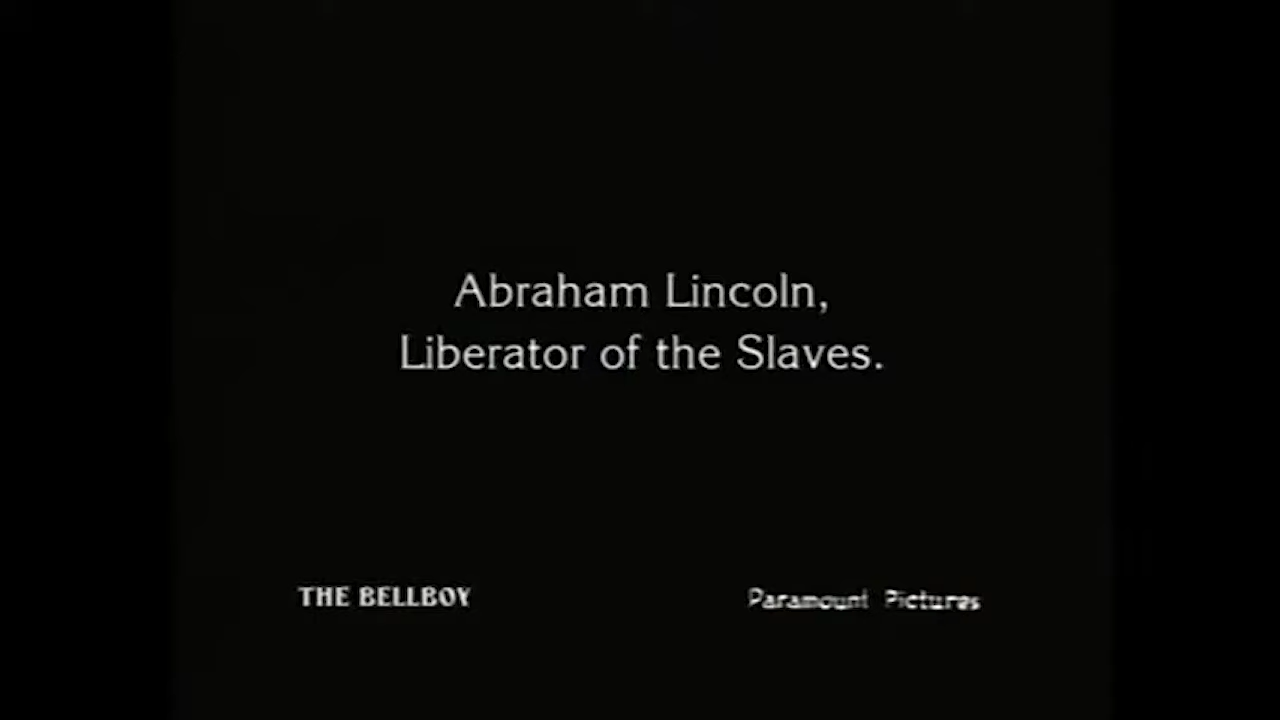 Abraham Lincoln,
Liberator of the Slaves.
THE BELLBOY
Paramount Pictures